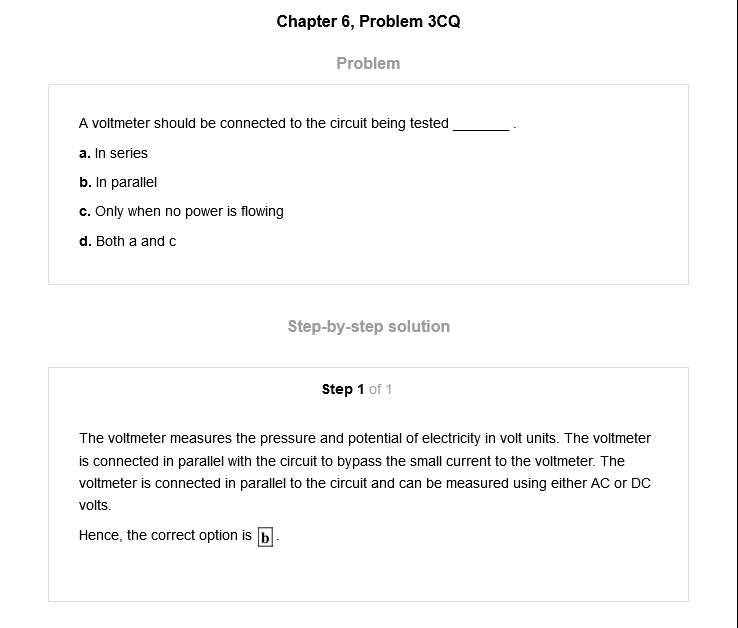 Chapter 6, Problem 3CQ
Problem
A voltmeter should be connected to the circuit being tested _______ .
a. In series
b. In parallel
c. Only when no power is flowing
d. Both a and c
Step-by-step solution
Step 1 of 1
The voltmeter measures the pressure and potential of electricity in volt units. The voltmeter
is connected in parallel with the circuit to bypass the small current to the voltmeter. The
voltmeter is connected in parallel to the circuit and can be measured using either AC or DC
volts.
Hence, the correct option is b .